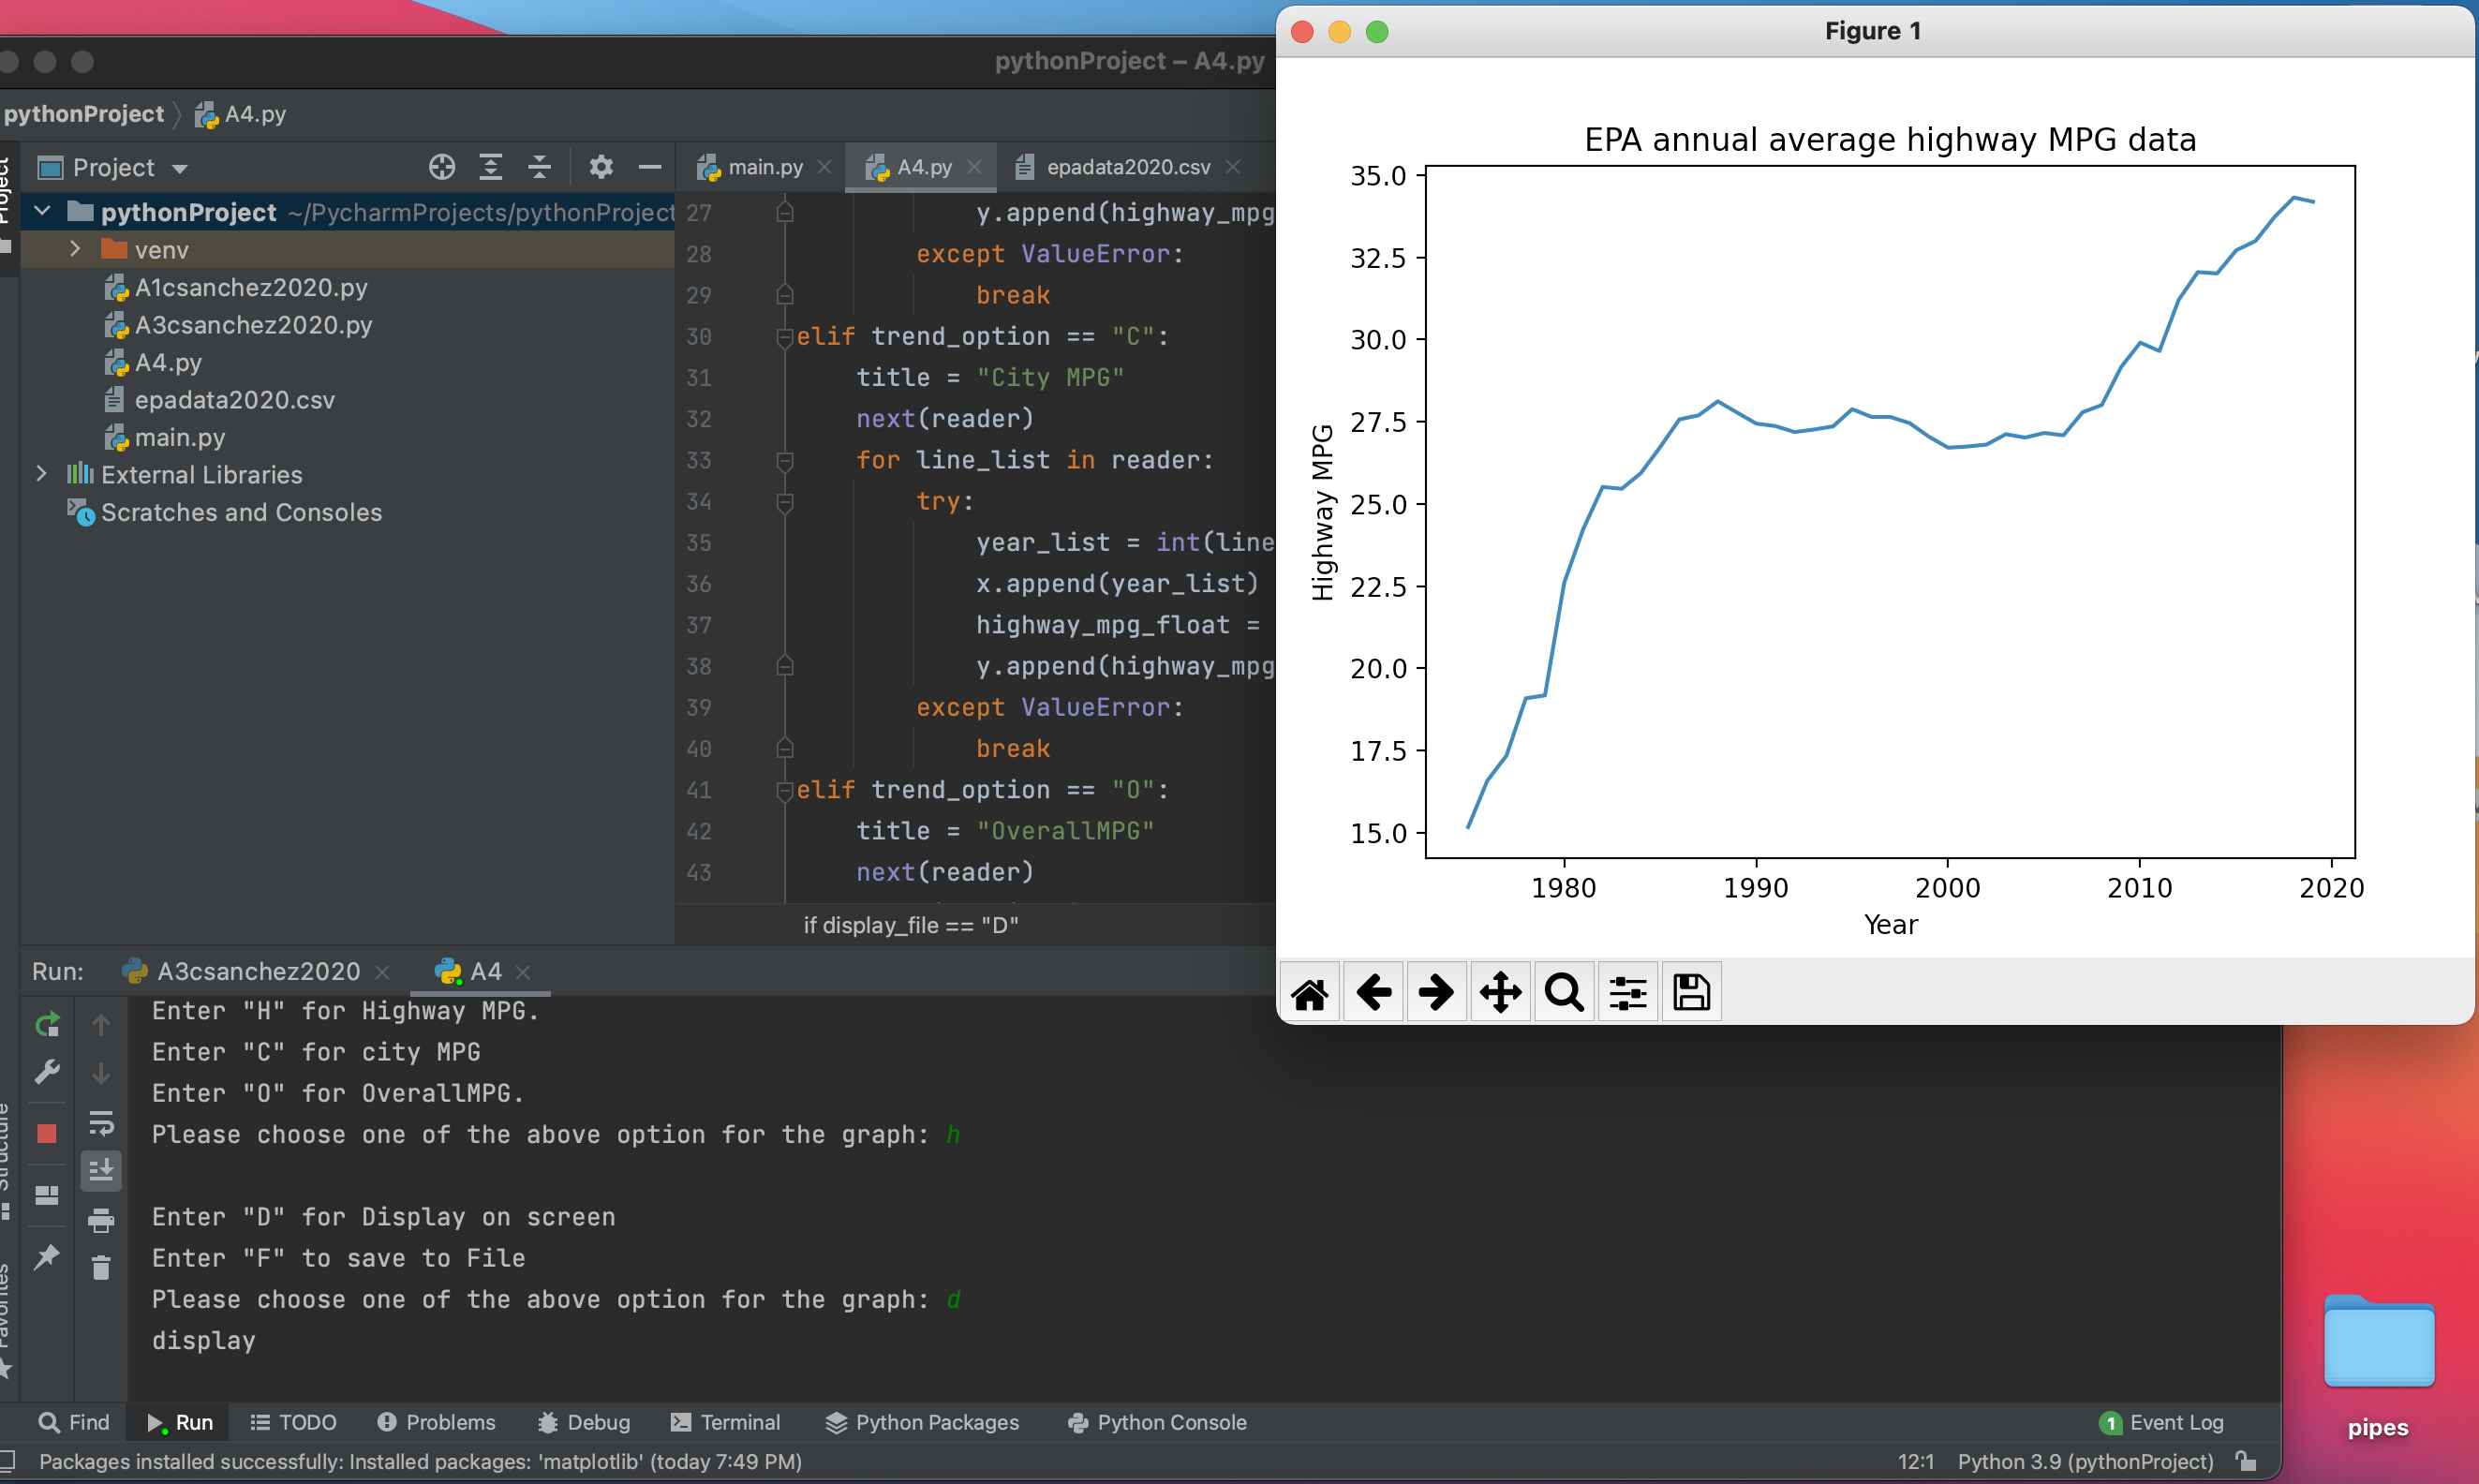 pythonProject – A4.py
pythonProject A4.py
Project
Project
main.py A4.py epadata2020.csv
pythonProject ~/PycharmProjects/pythonProject
venv
A1csanchez2020.py
A3csanchez2020.py
A4.py
epadata2020.csv
main.py
External Libraries
Scratches and Consoles
27 y.append(highway_mpg
28 except ValueError:
29 break
30 elif trend_option == "C":
31 title = "City MPG"
32 next(reader)
33 for line_list in reader:
34 try:
35 year_list = int(line
36 x.append(year_list)
37 highway_mpg_float =
38 y.append(highway_mpg
39 except ValueError:
40 break
41 elif trend_option == "O":
42 title = "OverallMPG"
43 next(reader)
if display_file == "D"
Figure 1
EPA annual average highway MPG data
35.0
32.5
30.0
27.5
25.0
22.5
20.0
17.5
15.0
Highway MPG
1980 1990 2000 2010 2020
Year
Run: A3csanchez2020 A4
Enter "H" for Highway MPG.
Enter "C" for city MPG
Enter "O" for OverallMPG.
Please choose one of the above option for the graph: h
Enter "D" for Display on screen
Enter "F" to save to File
Please choose one of the above option for the graph: d
display
Structure
Favorites
Find Run TODO Problems Debug Terminal Python Packages Python Console 1 Event Log
Packages installed successfully: Installed packages: 'matplotlib' (today 7:49 PM) 12:1 Python 3.9 (pythonProject)
pipes